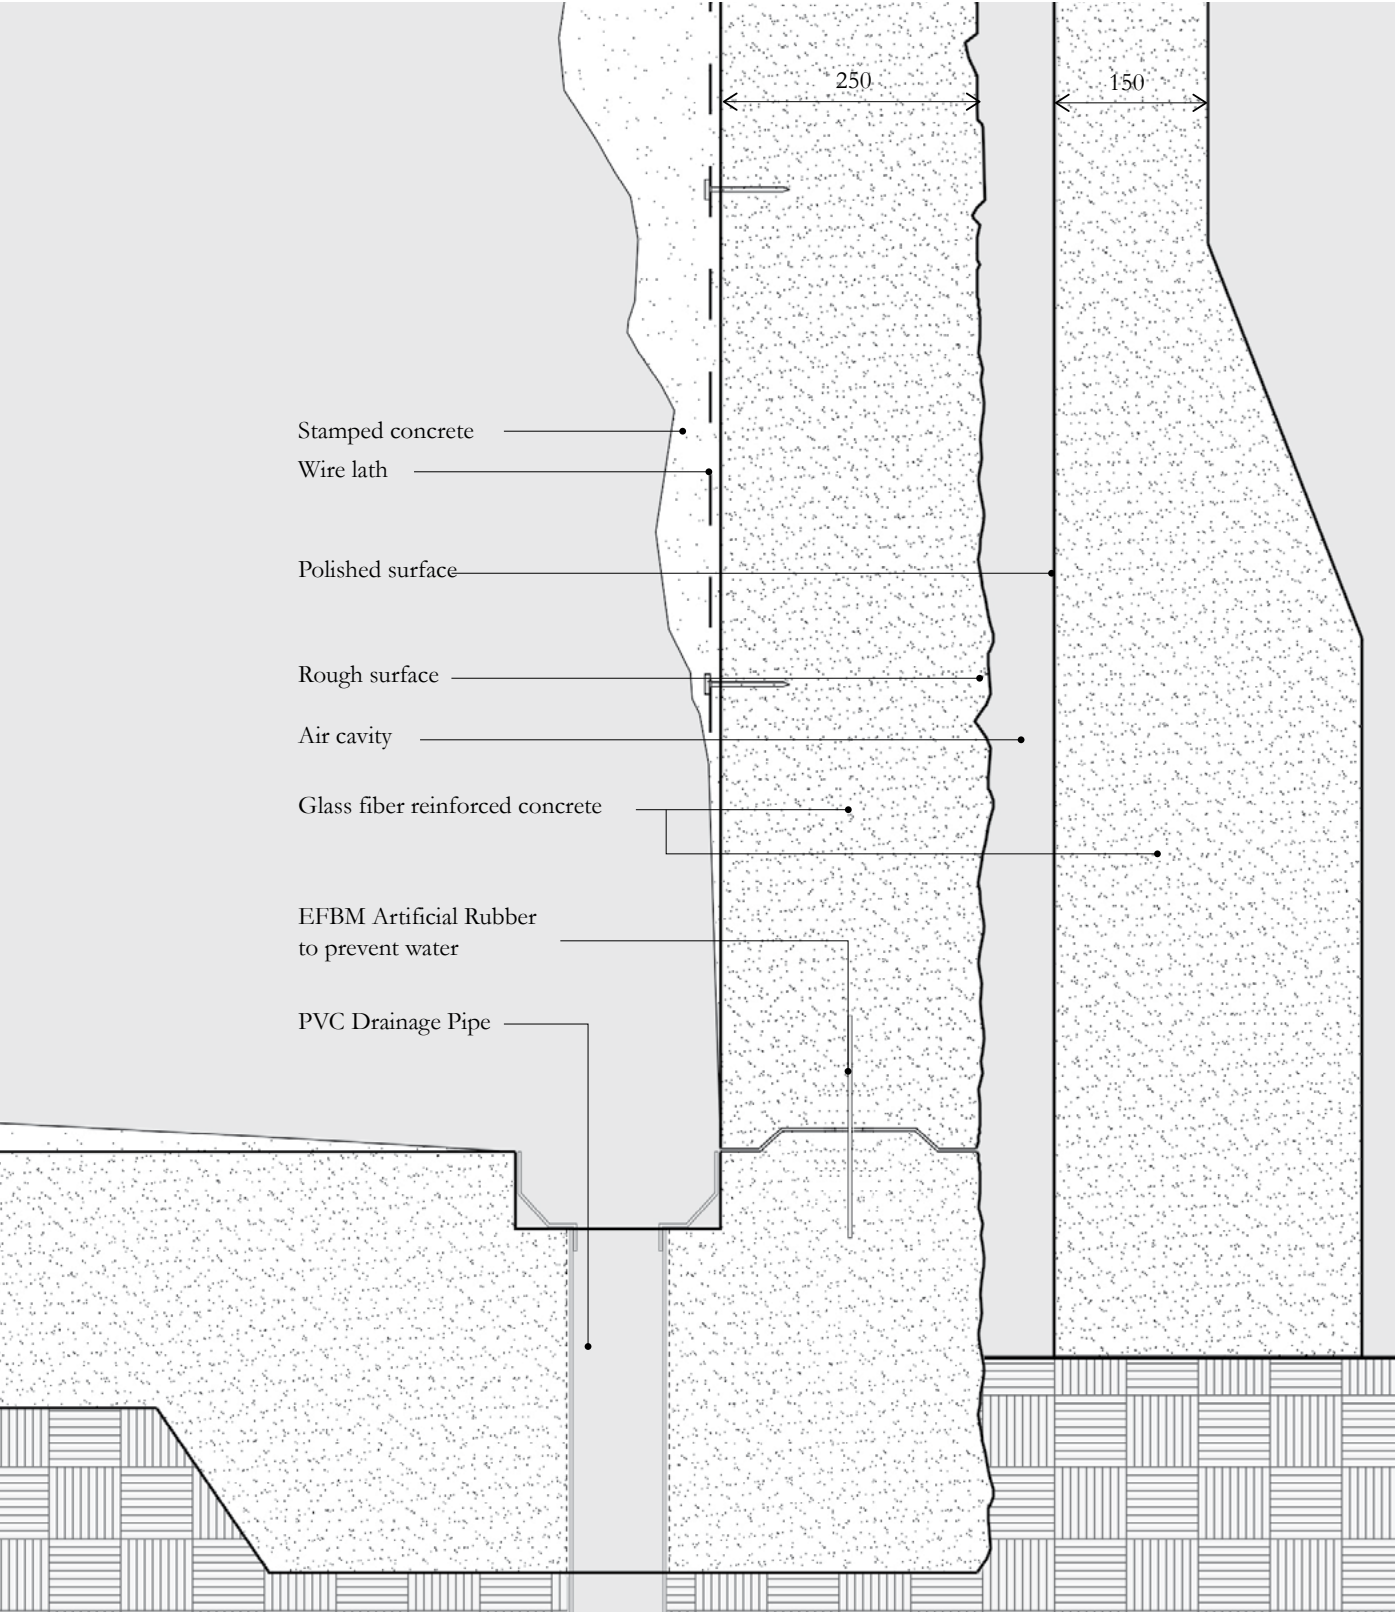 250
150
Stamped concrete
Wire lath
Polished surface
Rough surface
Air cavity
Glass fiber reinforced concrete
EFBM Artificial Rubber
to prevent water
PVC Drainage Pipe